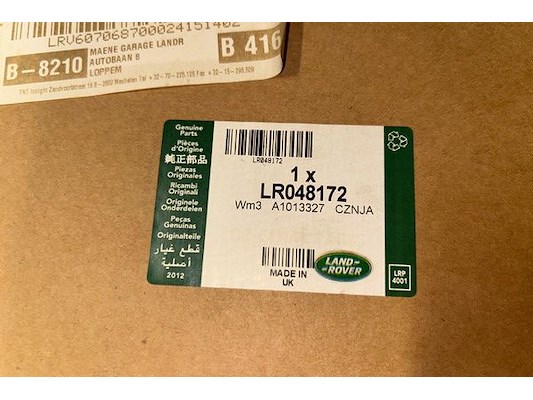 LRV6070687000024151402
B-8210
MAENE GARAGE LANDR
AUTOBAAN 8
LOPPEM
B 416
Genuine
Parts
Pièces
d'Origine
純正部品
Piezas
Originales
Ricambi
Originali
Originele
Onderdelen
Peças
Genuinas
Originalteile
قطع غيار
أصلية
2012
LR048172
1 x
LR048172
Wm3 A1013327 CZNJA
MADE IN
UK
LAND-
ROVER
LRP
4001